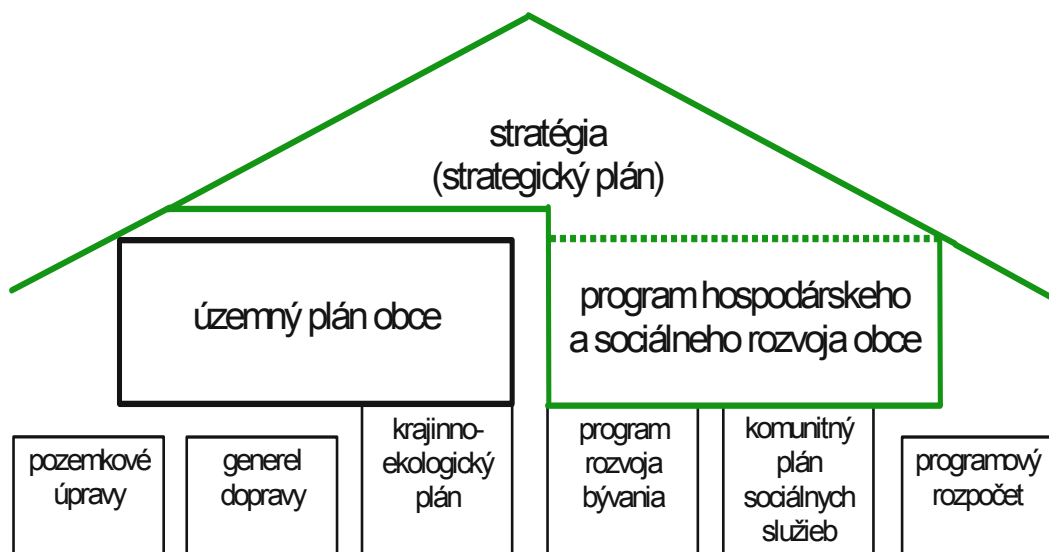 stratégia
(strategický plán)
územný plán obce
program hospodárskeho
a sociálneho rozvoja obce
pozemkové
úpravy
generel
dopravy
krajinno-
ekologický
plán
program
rozvoja
bývania
komunitný
plán
sociálnych
služieb
programový
rozpočet